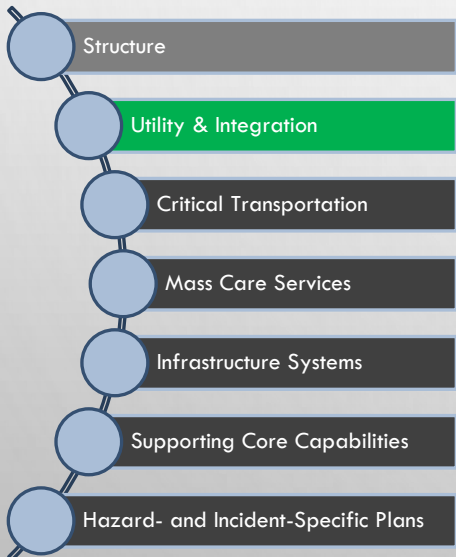 Structure
Utility & Integration
Critical Transportation
Mass Care Services
Infrastructure Systems
Supporting Core Capabilities
Hazard- and Incident-Specific Plans